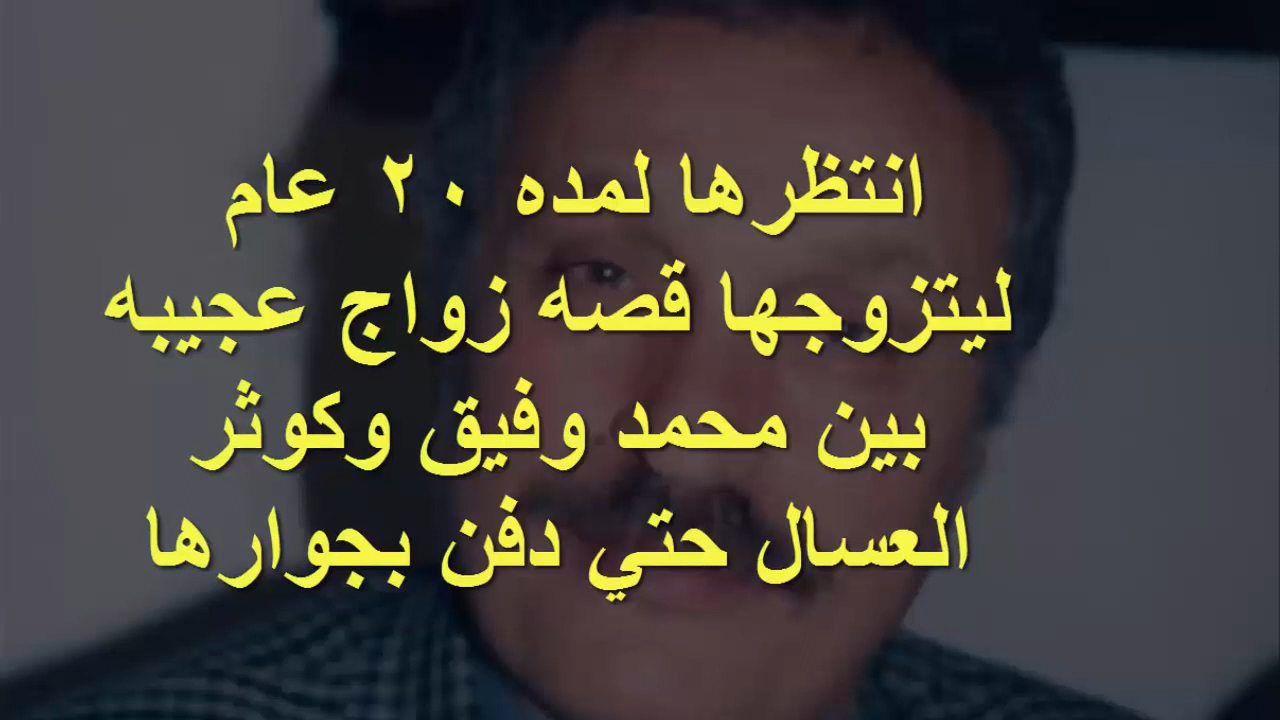 انتظرها لمده ٢٠ عام
ليتزوجها قصه زواج عجيبه
بين محمد وفيق وكوثر
العسال حتي دفن بجوارها